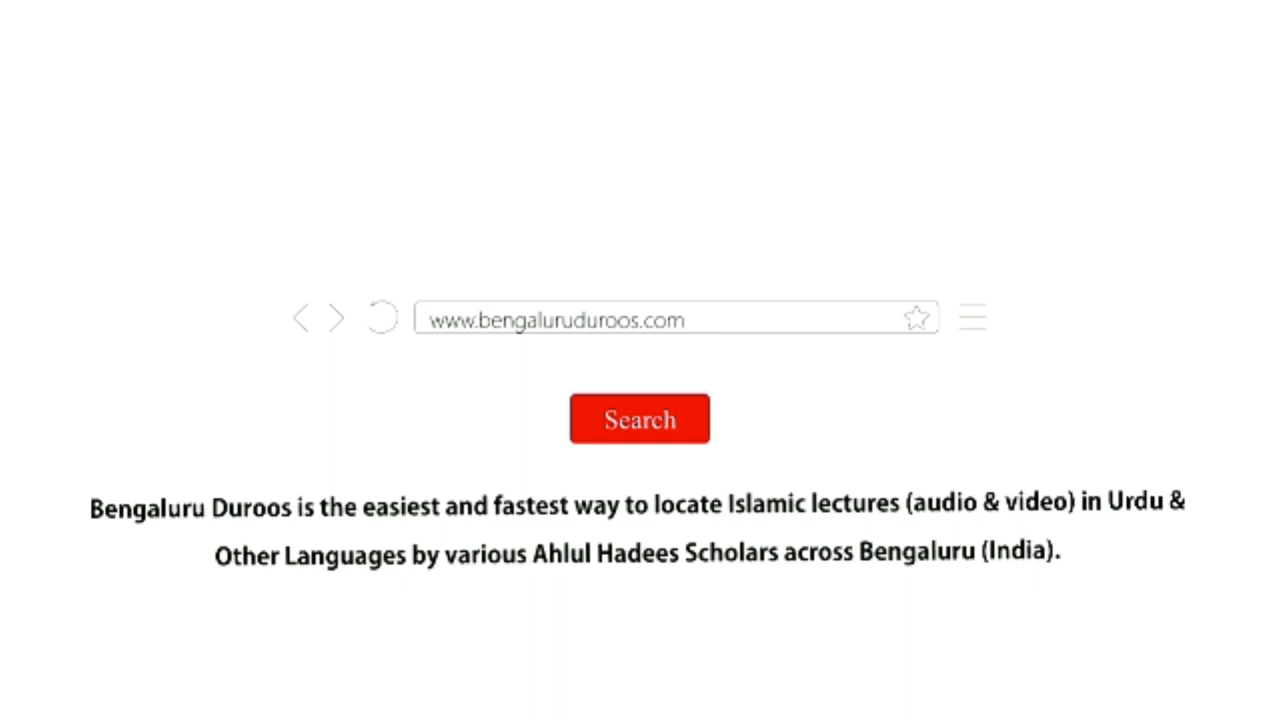 www.bengaluruduroos.com
Search
Bengaluru Duroos is the easiest and fastest way to locate Islamic lectures (audio & video) in Urdu &
Other Languages by various Ahlul Hadees Scholars across Bengaluru (India).